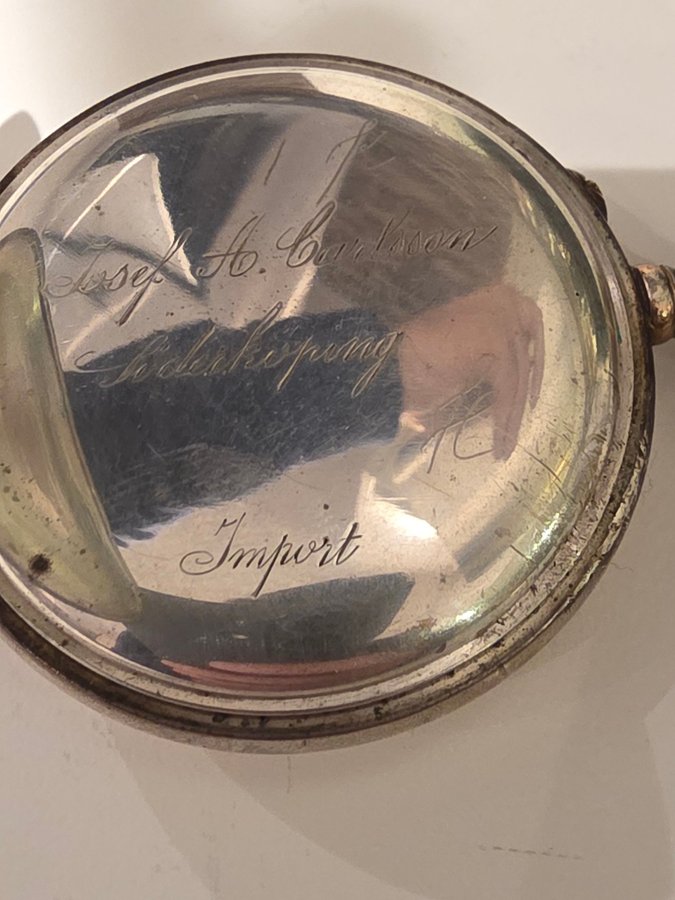 Josef A. Carlsson
Söderköping
Import